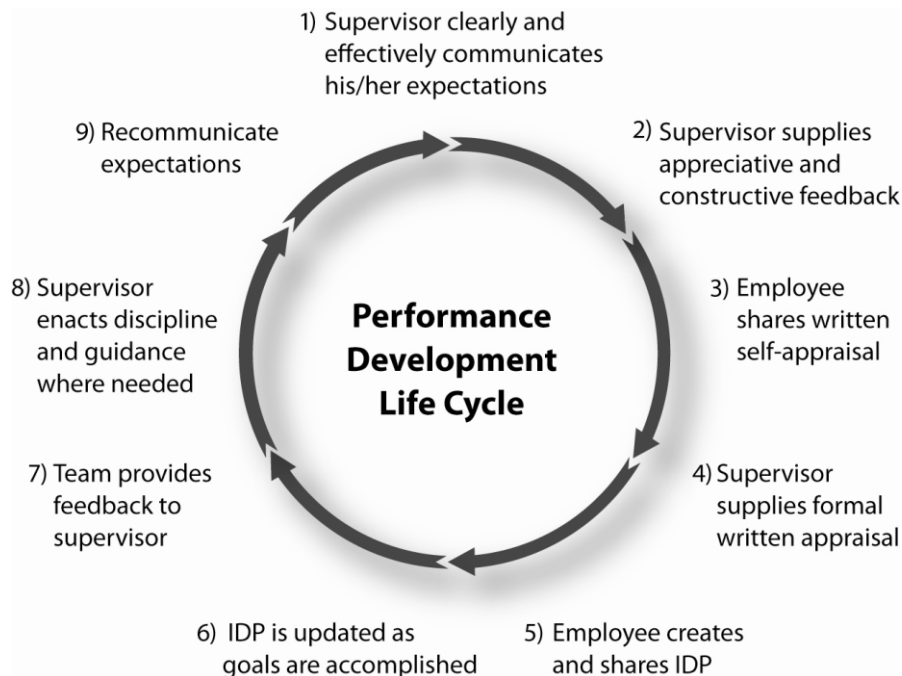 1) Supervisor clearly and
effectively communicates
his/her expectations
2) Supervisor supplies
appreciative and
constructive feedback
3) Employee
shares written
self-appraisal
4) Supervisor
supplies formal
written appraisal
5) Employee creates
and shares IDP
6) IDP is updated as
goals are accomplished
7) Team provides
feedback to
supervisor
8) Supervisor
enacts discipline
and guidance
where needed
9) Recommunicate
expectations
Performance
Development
Life Cycle